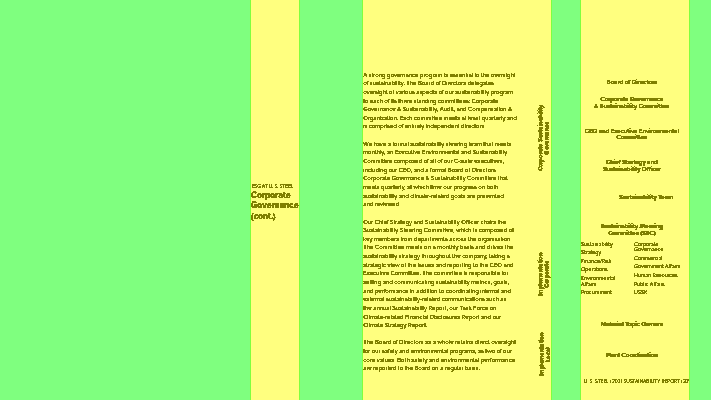 ESG AT U. S. STEEL
Corporate
Governance
(cont.)
A strong governance program is essential to the oversight
of sustainability. The Board of Directors delegates
oversight of various aspects of our sustainability program
to each of its three standing committees: Corporate
Governance & Sustainability, Audit, and Compensation &
Organization. Each committee meets at least quarterly and
is comprised of entirely independent directors.
We have a formal sustainability steering team that meets
monthly, an Executive Environmental and Sustainability
Committee composed of all of our C-suite executives,
including our CEO, and a formal Board of Directors
Corporate Governance & Sustainability Committee that
meets quarterly, at which time our progress on both
sustainability and climate-related goals are presented
and reviewed.
Our Chief Strategy and Sustainability Officer chairs the
Sustainability Steering Committee, which is composed of
key members from departments across the organization.
The Committee meets on a monthly basis and drives the
sustainability strategy throughout the company, taking a
strategic view of the issues and reporting to the CEO and
Executive Committee. The committee is responsible for
setting and communicating sustainability metrics, goals,
and performance in addition to coordinating internal and
external sustainability-related communications such as
the annual Sustainability Report, our Task Force on
Climate-related Financial Disclosures Report and our
Climate Strategy Report.
The Board of Directors as a whole retains direct oversight
for our safety and environmental programs, as two of our
core values. Both safety and environmental performance
are reported to the Board on a regular basis.
Corporate Sustainability
Governance
Implementation
Corporate
Implementation
Local
Board of Directors
Corporate Governance
& Sustainability Committee
CEO and Executive Environmental
Committee
Chief Strategy and
Sustainability Officer
Sustainability Team
Sustainability Steering
Committee (SSC)
Sustainability
Strategy
Finance/Risk
Operations
Environmental
Affairs
Procurement
Corporate
Governance
Commercial
Government Affairs
Human Resources
Public Affairs
USSK
Material Topic Owners
Plant Coordination
U. S. STEEL | 2021 SUSTAINABILITY REPORT |